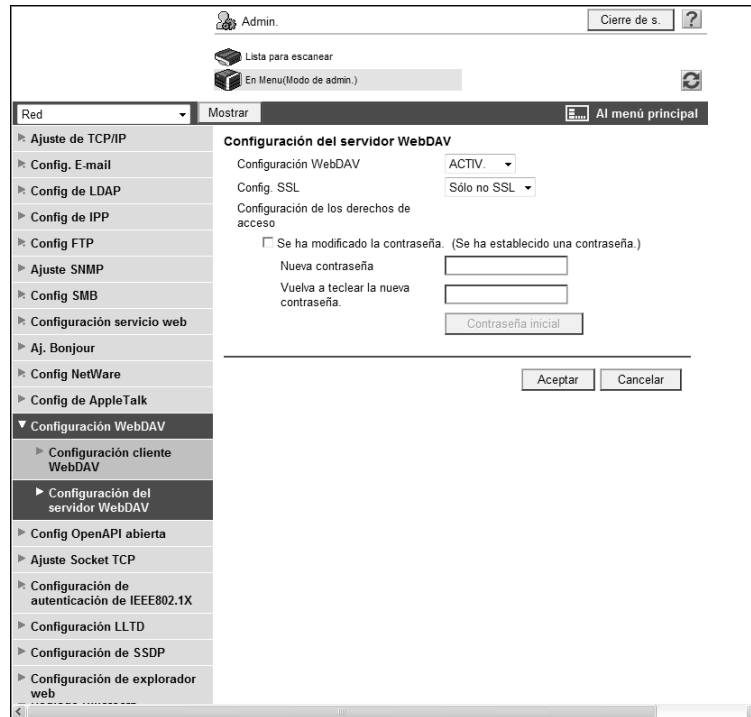 Admin.
Cierre de s.
?
Lista para escanear
En Menu(Modo de admin.)
Red
Mostrar
Al menú principal
Ajuste de TCP/IP
Config. E-mail
Config de LDAP
Config de IPP
Config FTP
Ajuste SNMP
Config SMB
Configuración servicio web
Aj. Bonjour
Config NetWare
Config de AppleTalk
Configuración WebDAV
Configuración cliente
WebDAV
Configuración del
servidor WebDAV
Config OpenAPI abierta
Ajuste Socket TCP
Configuración de
autenticación de IEEE802.1X
Configuración LLTD
Configuración de SSDP
Configuración de explorador
web
Configuración del servidor WebDAV
Configuración WebDAV
ACTIV.
Config. SSL
Sólo no SSL
Configuración de los derechos de
acceso
Se ha modificado la contraseña. (Se ha establecido una contraseña.)
Nueva contraseña
Vuelva a teclear la nueva
contraseña.
Contraseña inicial
Aceptar
Cancelar